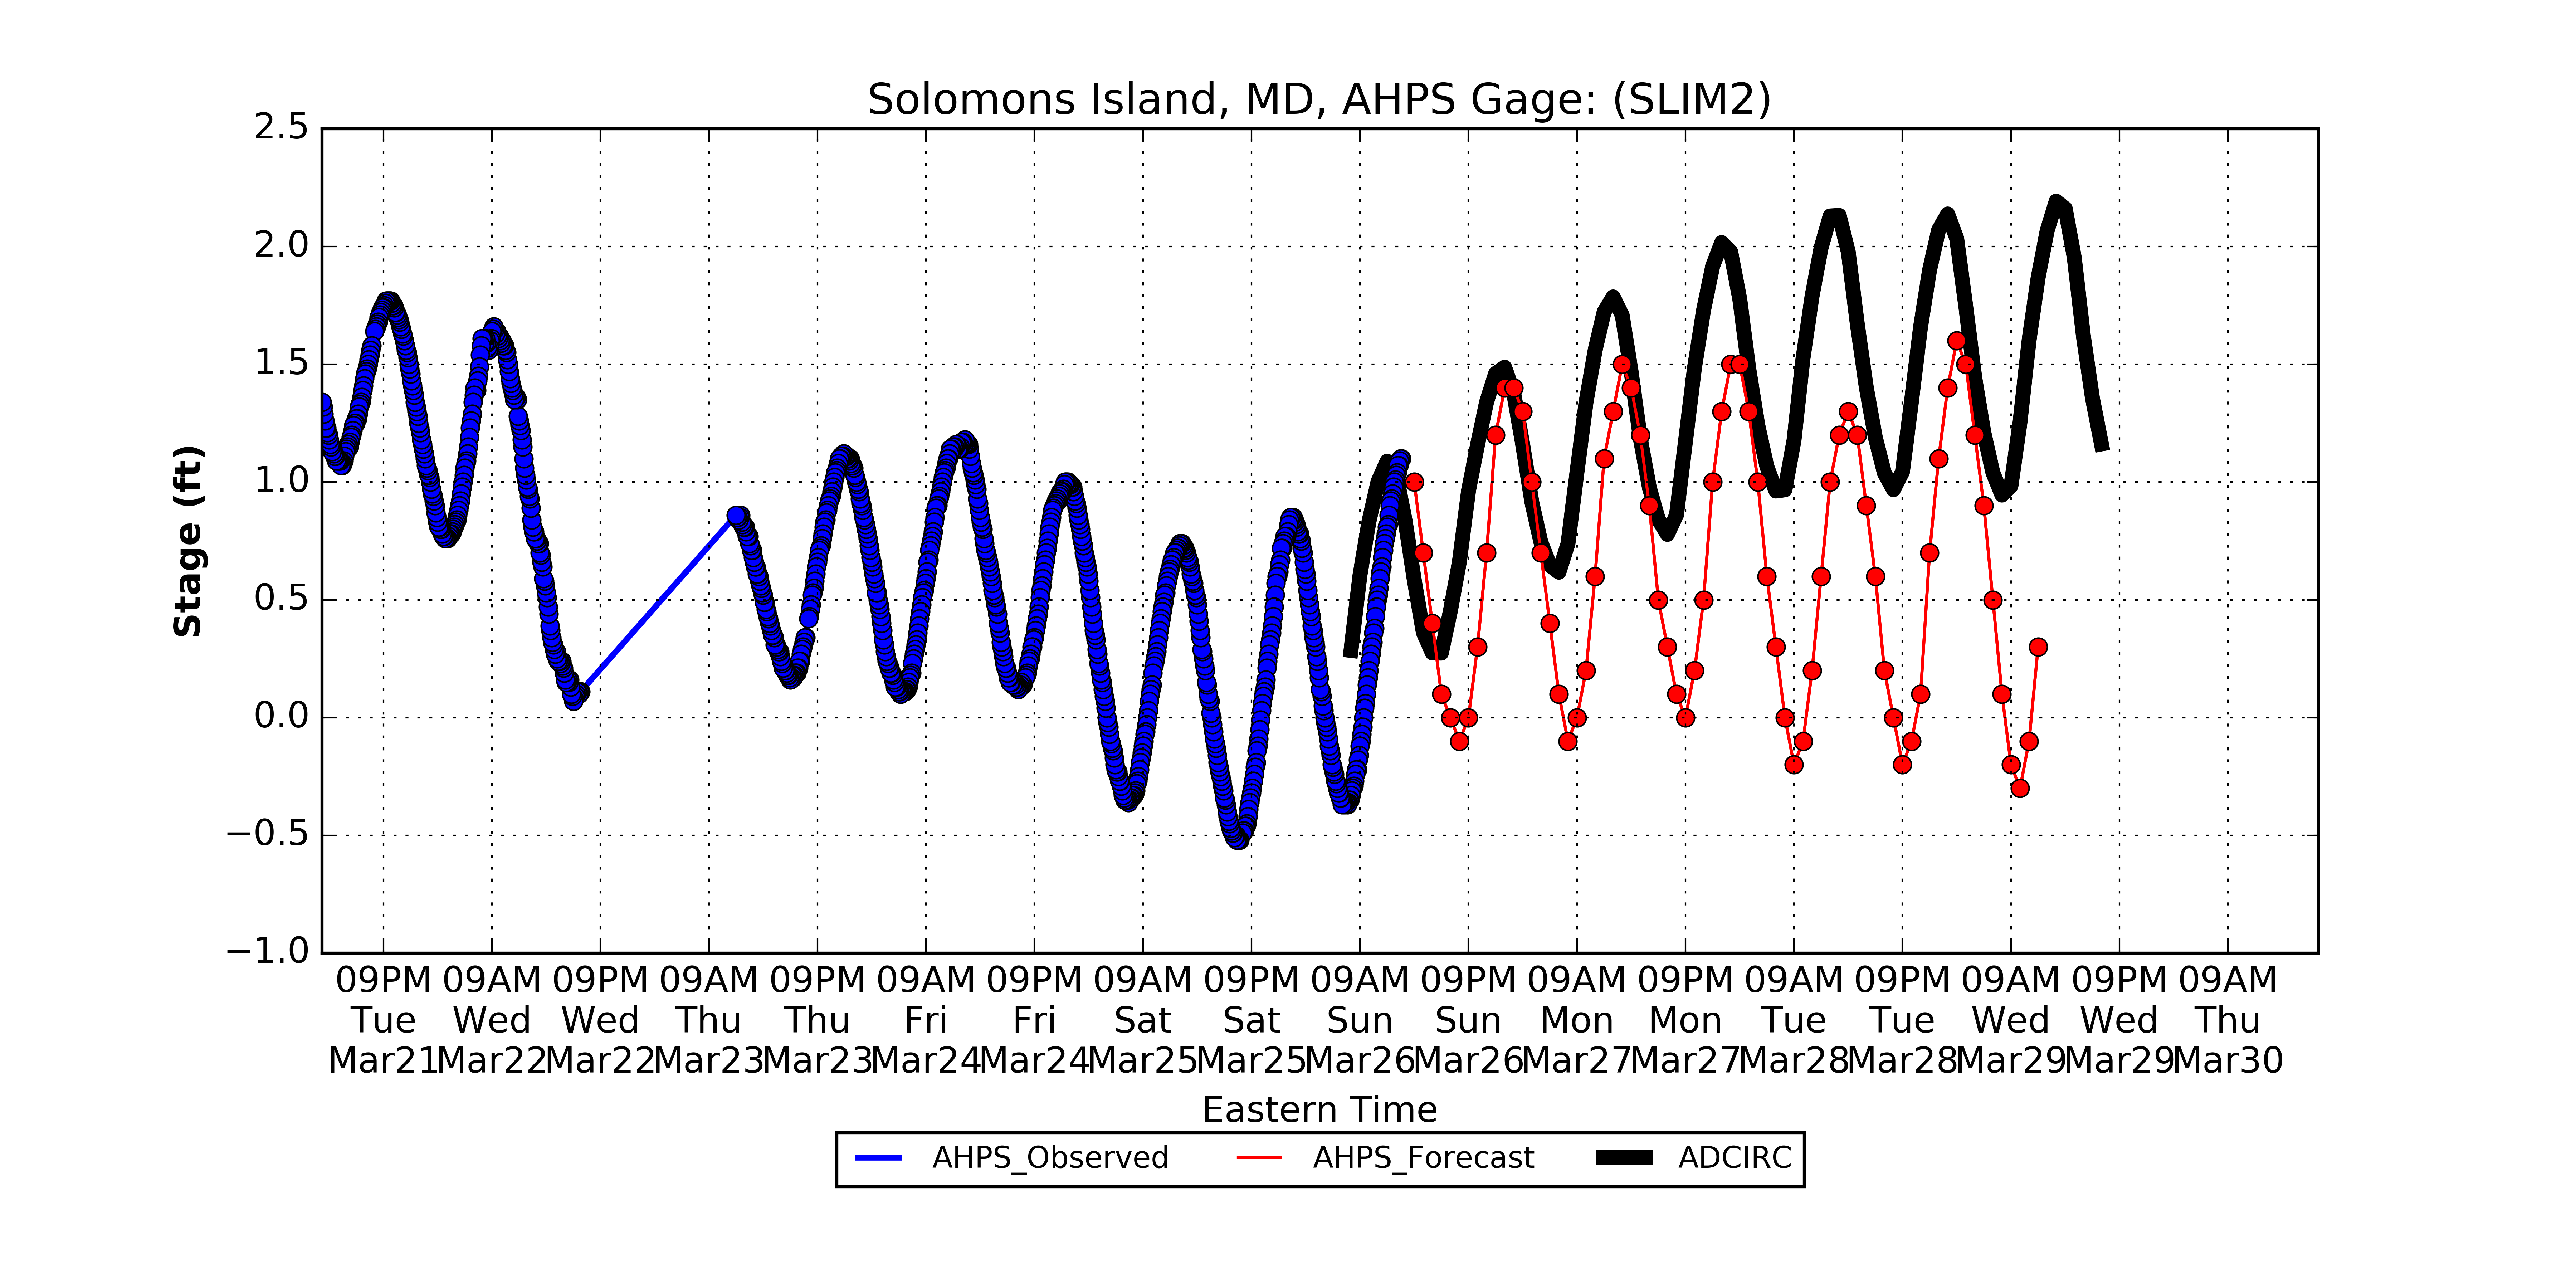 Solomons Island, MD, AHPS Gage: (SLIM2)
2.5
2.0
1.5
1.0
0.5
0.0
−0.5
−1.0
Stage (ft)
09PM 09AM 09PM 09AM 09PM 09AM 09PM 09AM 09PM 09AM 09PM 09AM 09PM 09AM 09PM 09AM 09PM 09AM
Tue Wed Wed Thu Thu Fri Fri Sat Sat Sun Sun Mon Mon Tue Tue Wed Wed Thu
Mar21 Mar22 Mar22 Mar23 Mar23 Mar24 Mar24 Mar25 Mar25 Mar26 Mar26 Mar27 Mar27 Mar28 Mar28 Mar29 Mar29 Mar30
Eastern Time
AHPS_Observed AHPS_Forecast ADCIRC